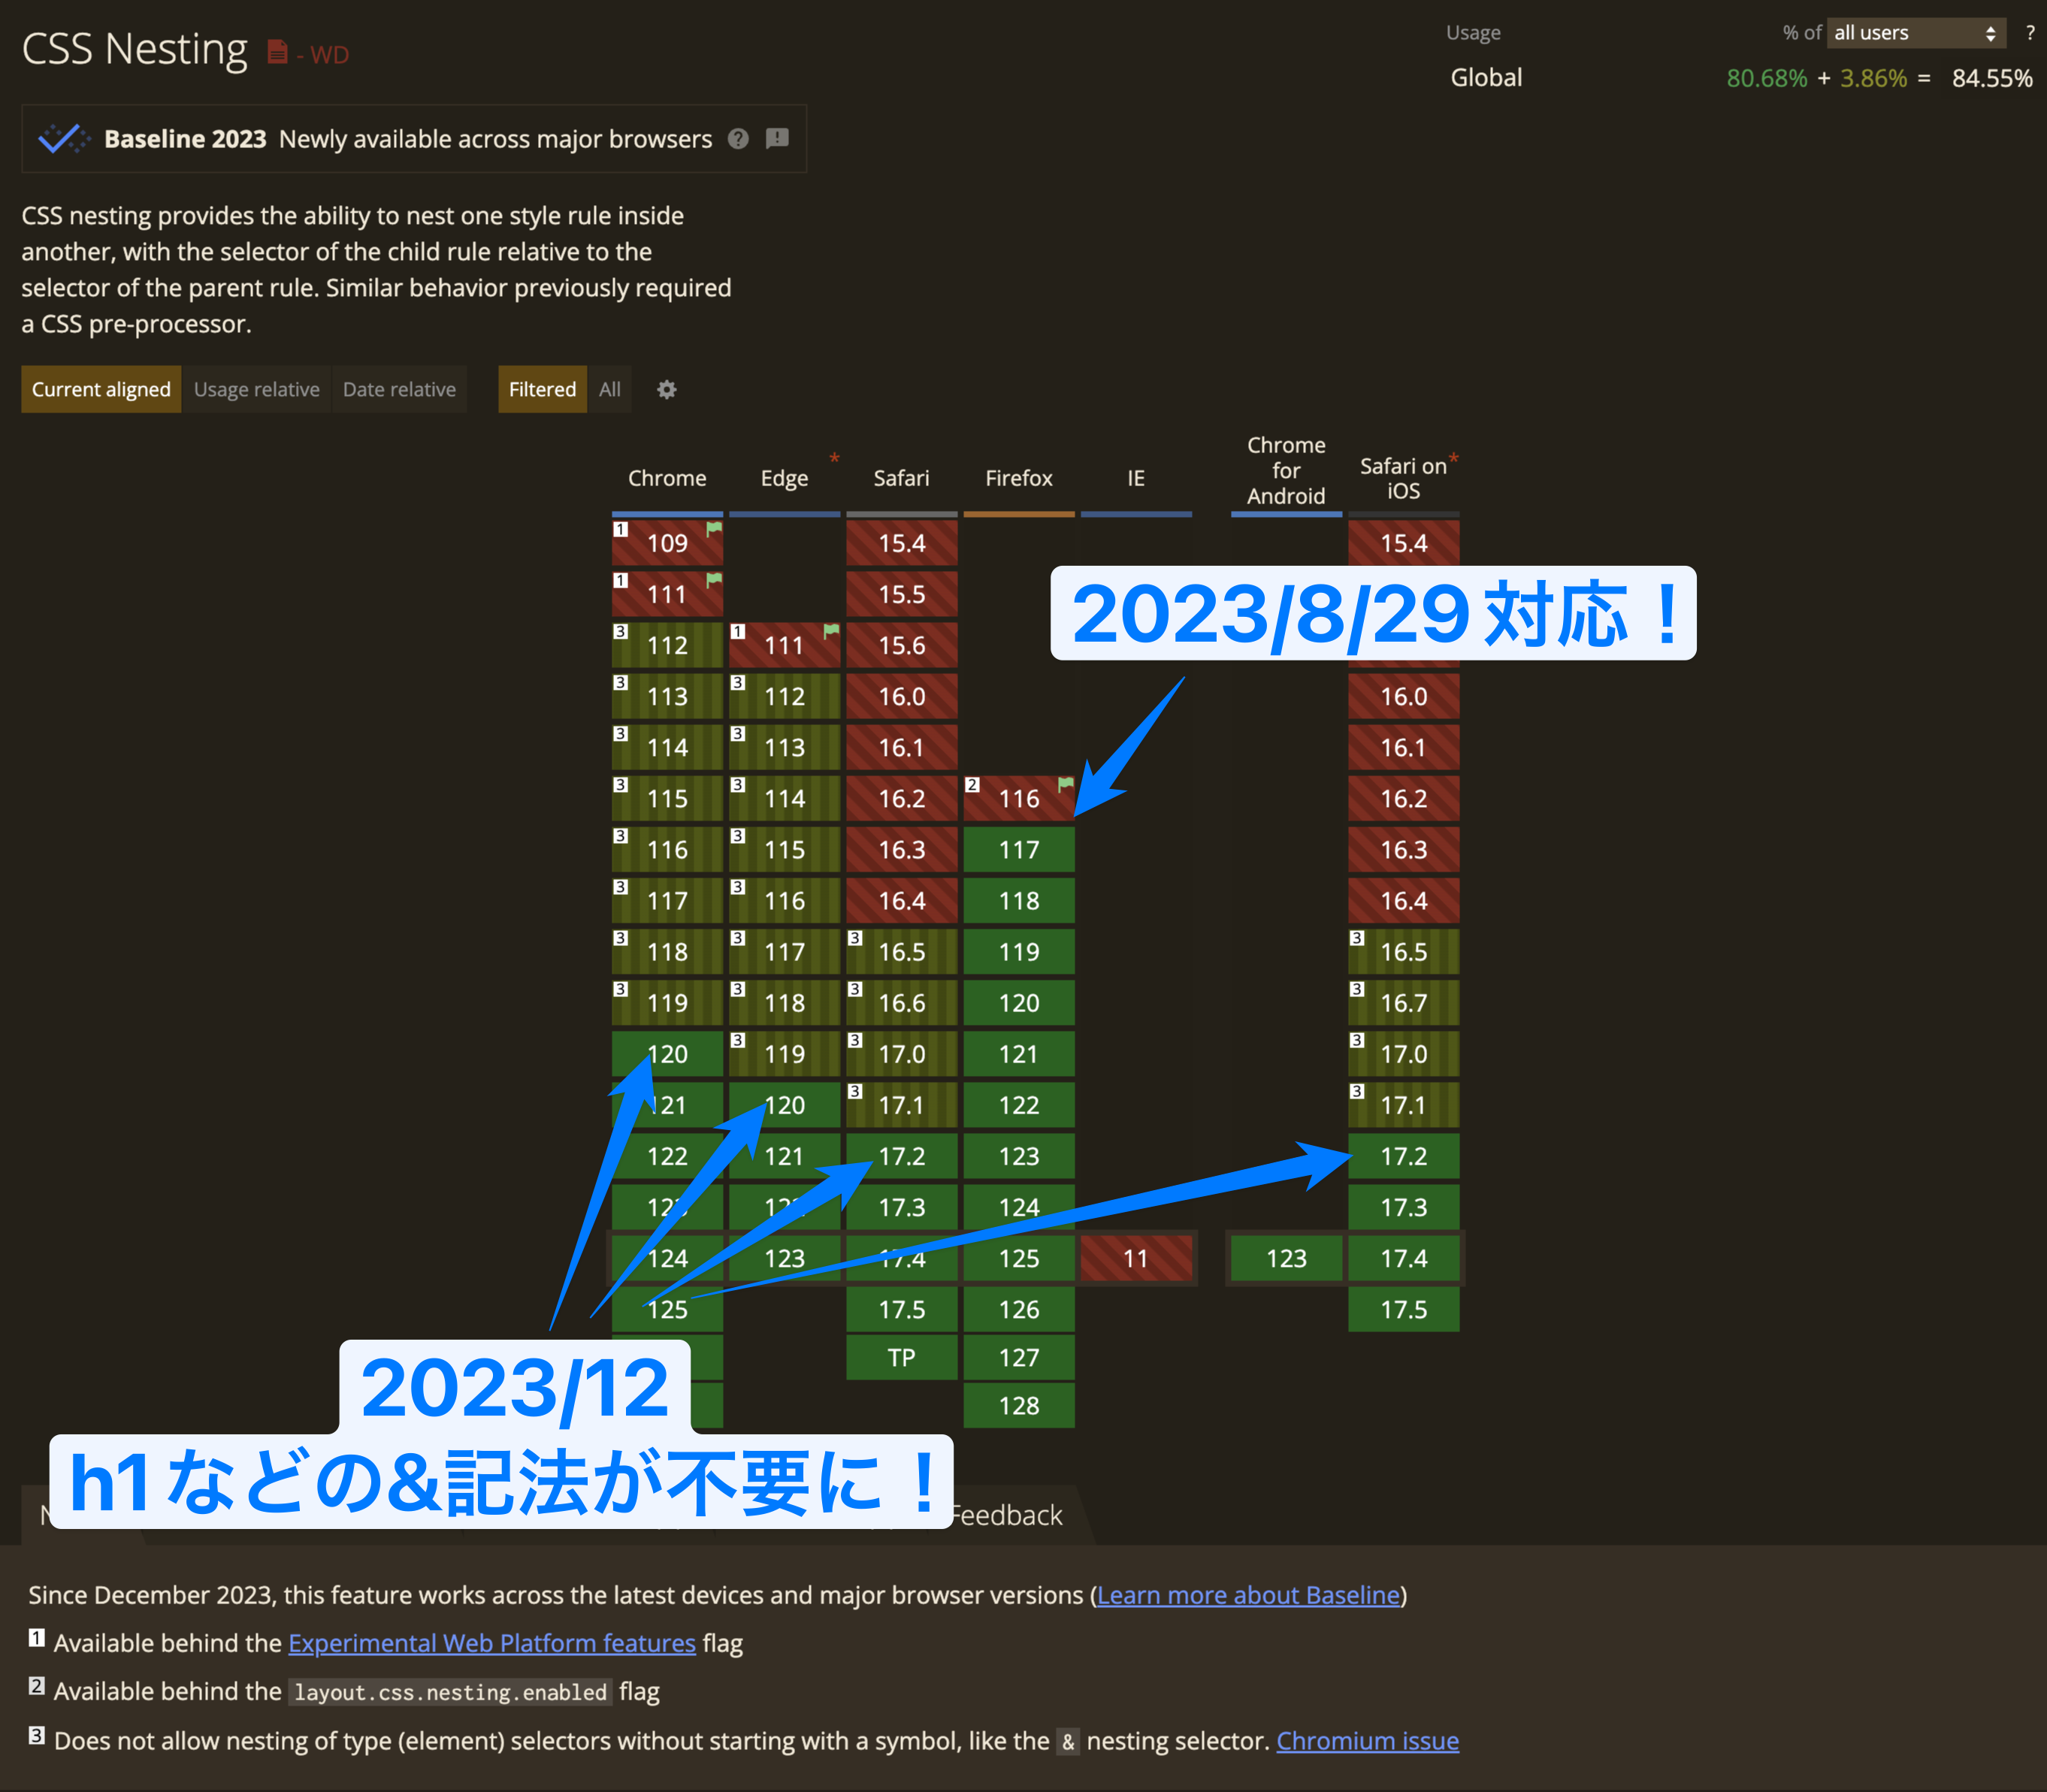 CSS Nesting - WD
Usage % of all users ?
Global 80.68% + 3.86% = 84.55%
Baseline 2023 Newly available across major browsers
CSS nesting provides the ability to nest one style rule inside
another, with the selector of the child rule relative to the
selector of the parent rule. Similar behavior previously required
a CSS pre-processor.
Current aligned Usage relative Date relative Filtered All
Chrome Edge * Safari Firefox IE Chrome for Android Safari on iOS *
1 109 15.4 15.4
1 111 15.5
2023/8/29対応！
3 112 1 111 15.6
3 113 3 112 16.0 16.0
3 114 3 113 16.1 16.1
3 115 3 114 16.2 2 116 16.2
3 116 3 115 16.3 117 16.3
3 117 3 116 16.4 118 16.4
3 118 3 117 3 16.5 119 3 16.5
3 119 3 118 3 16.6 120 3 16.7
120 3 119 3 17.0 121 3 17.0
121 120 3 17.1 122 3 17.1
122 121 17.2 123 17.2
123 122 17.3 124 17.3
124 123 17.4 125 11 123 17.4
125 17.5 126 17.5
TP 127
128
2023/12
h1などの&記法が不要に！
Feedback
Since December 2023, this feature works across the latest devices and major browser versions (Learn more about Baseline)
1 Available behind the Experimental Web Platform features flag
2 Available behind the layout.css.nesting.enabled flag
3 Does not allow nesting of type (element) selectors without starting with a symbol, like the & nesting selector. Chromium issue